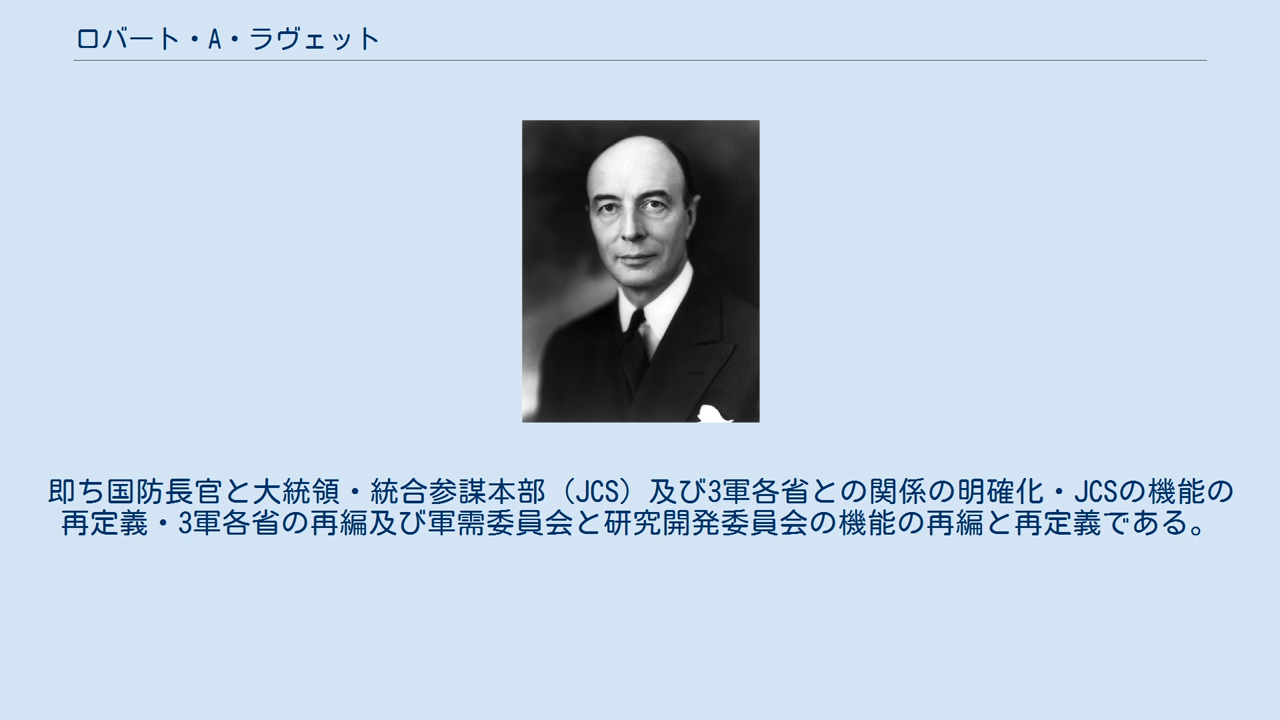 ロバート・A・ラヴェット
即ち国防長官と大統領・統合参謀本部（JCS）及び3軍各省との関係の明確化・JCSの機能の
再定義・3軍各省の再編及び軍需委員会と研究開発委員会の機能の再編と再定義である。